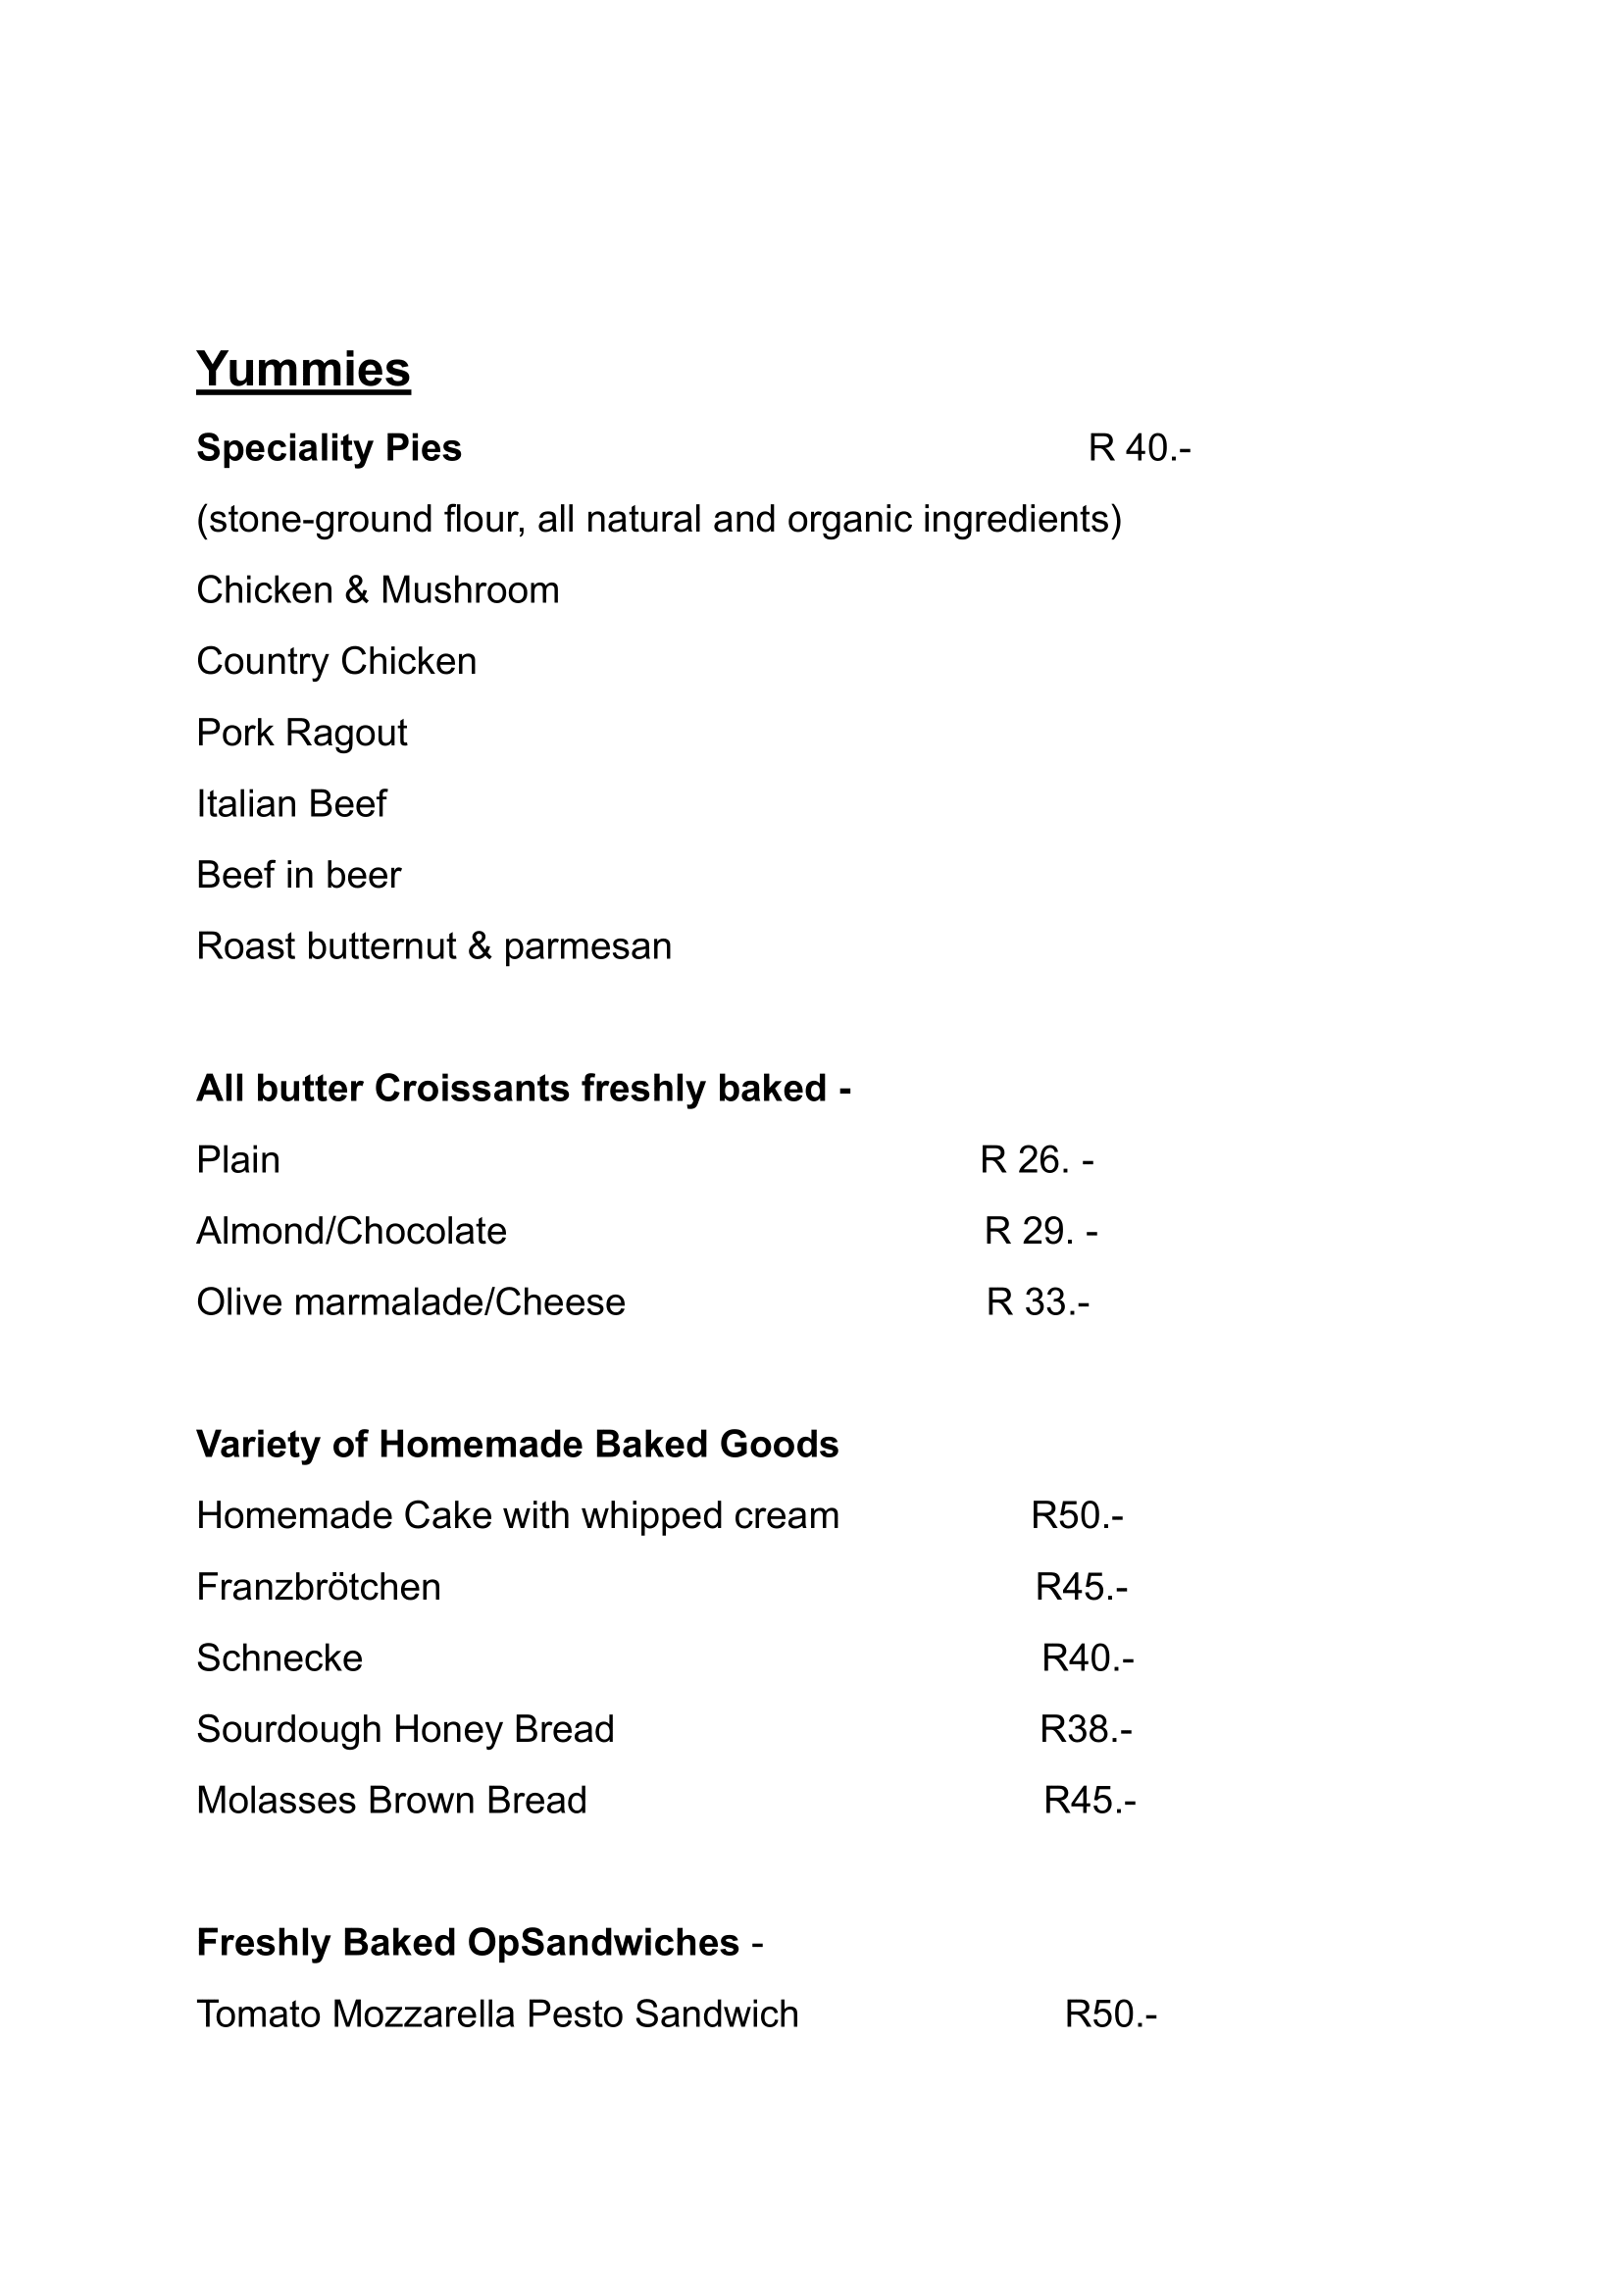 Yummies
Speciality Pies R 40.-
(stone-ground flour, all natural and organic ingredients)
Chicken & Mushroom
Country Chicken
Pork Ragout
Italian Beef
Beef in beer
Roast butternut & parmesan
All butter Croissants freshly baked -
Plain R 26. -
Almond/Chocolate R 29. -
Olive marmalade/Cheese R 33.-
Variety of Homemade Baked Goods
Homemade Cake with whipped cream R50.-
Franzbrötchen R45.-
Schnecke R40.-
Sourdough Honey Bread R38.-
Molasses Brown Bread R45.-
Freshly Baked OpSandwiches -
Tomato Mozzarella Pesto Sandwich R50.-